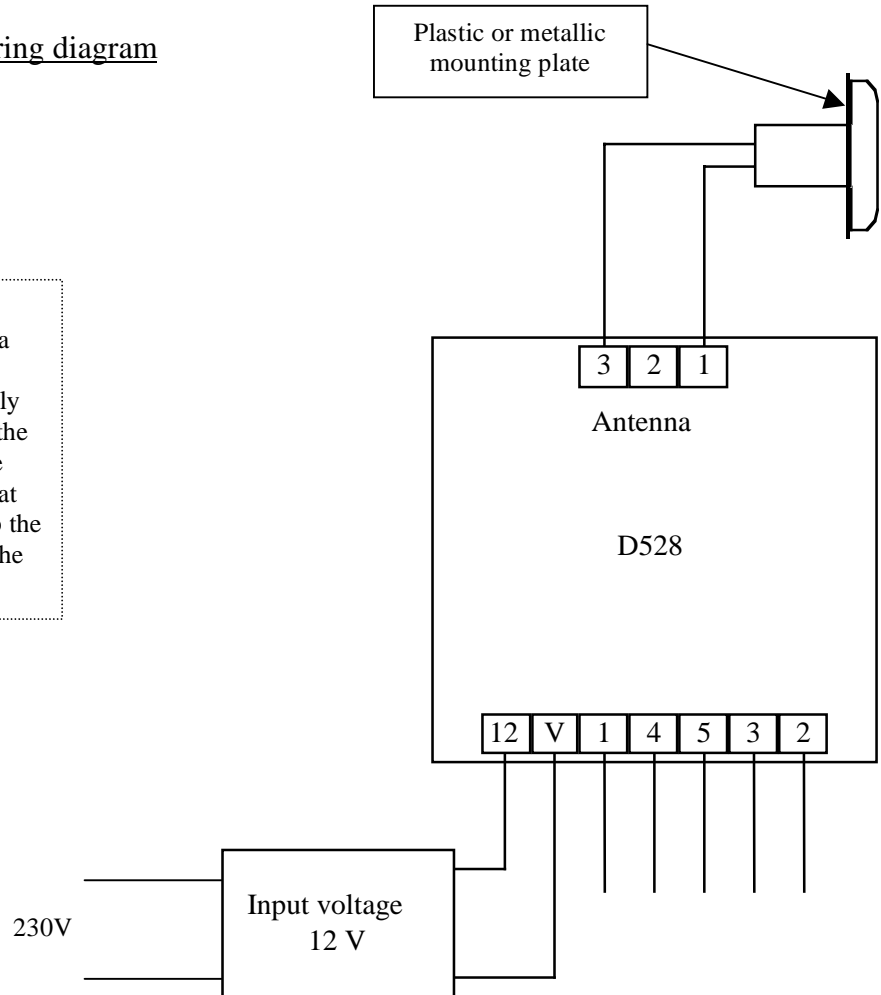 ring diagram
Plastic or metallic
mounting plate
a
ly
the
e
at
o the
he
3 2 1
Antenna
D528
12 V 1 4 5 3 2
230V
Input voltage
12 V